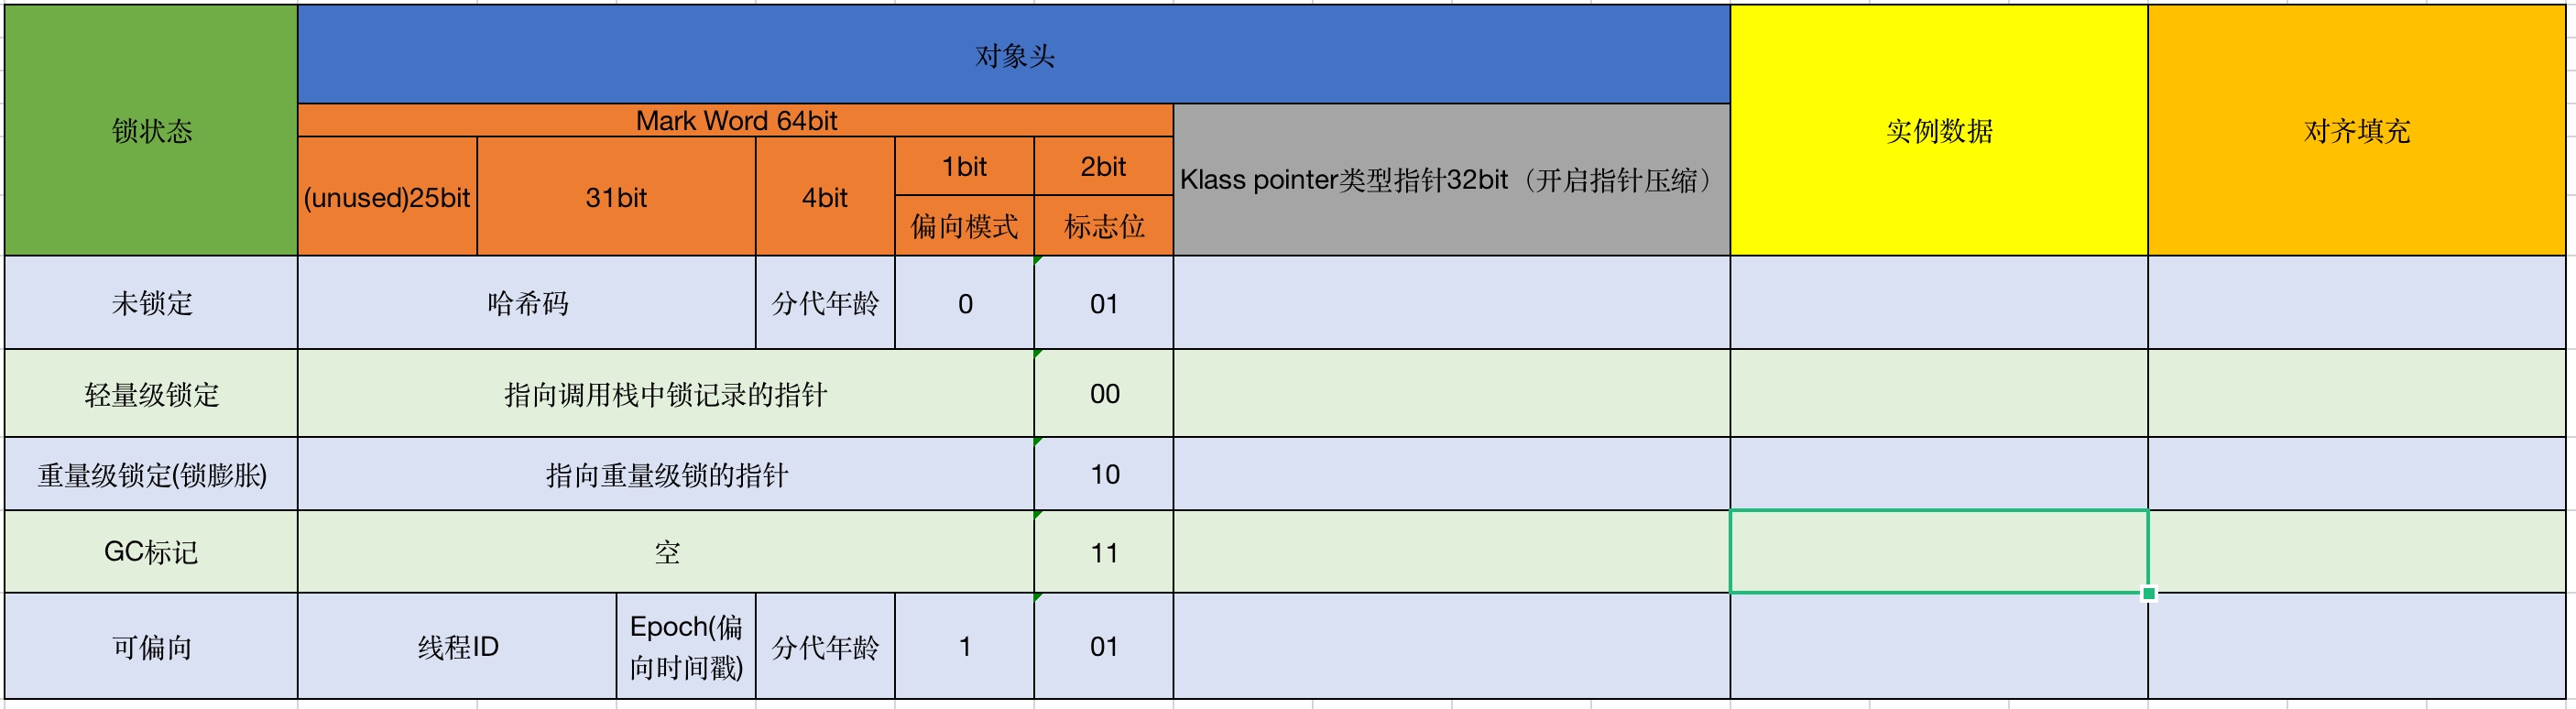 锁状态
对象头
实例数据
对齐填充
Mark Word 64bit
Klass pointer类型指针32bit（开启指针压缩）
(unused)25bit
31bit
4bit
1bit
2bit
偏向模式
标志位
未锁定
哈希码
分代年龄
0
01
轻量级锁定
指向调用栈中锁记录的指针
00
重量级锁定(锁膨胀)
指向重量级锁的指针
10
GC标记
空
11
可偏向
线程ID
Epoch(偏
向时间戳)
分代年龄
1
01